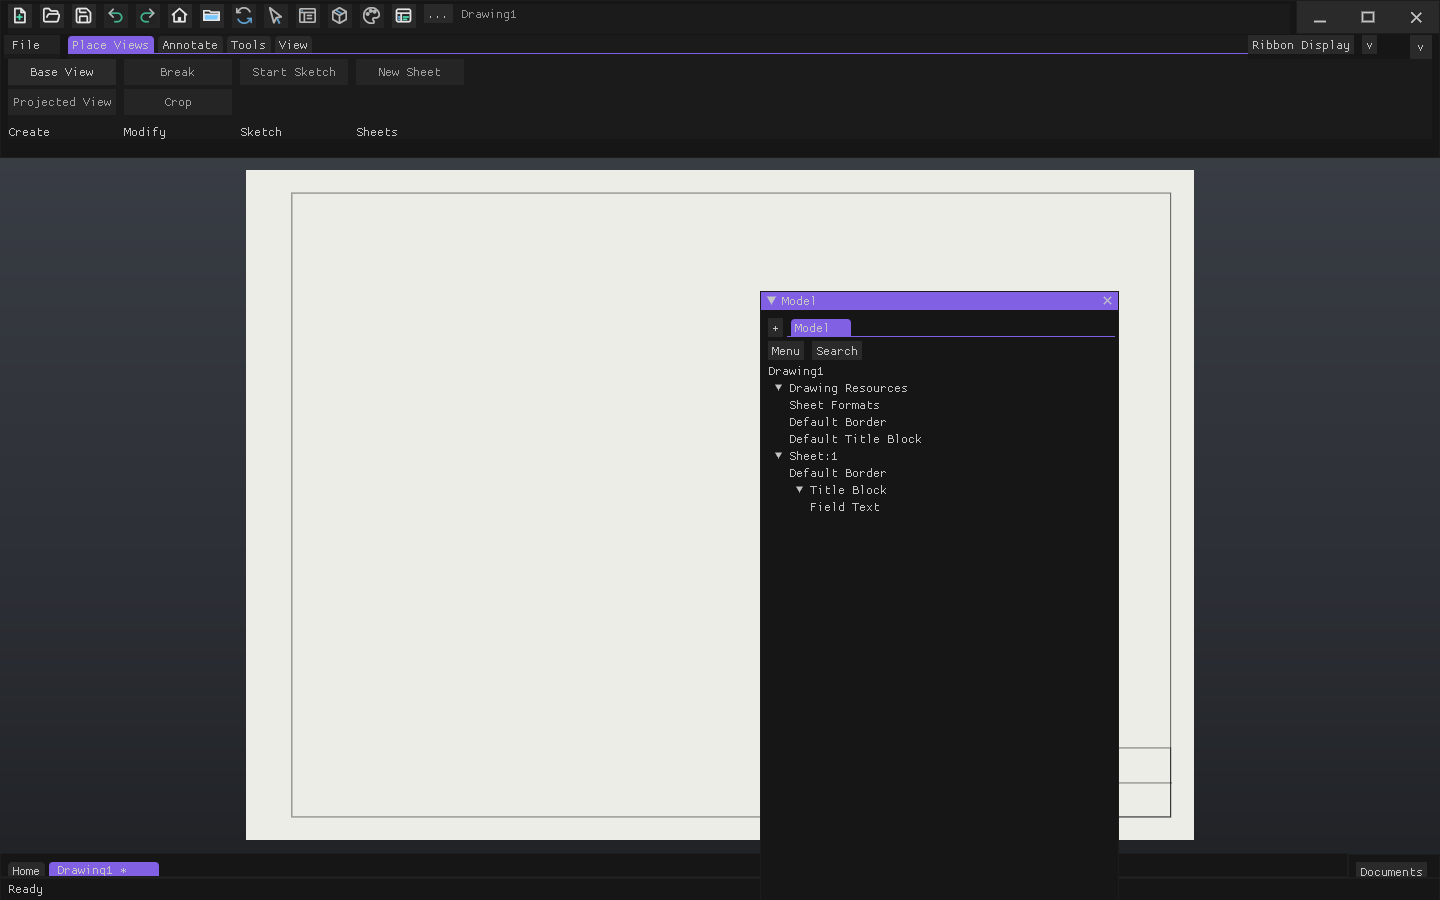 ... Drawing1
File Place Views Annotate Tools View Ribbon Display v v
Base View Break Start Sketch New Sheet
Projected View Crop
Create Modify Sketch Sheets
Model
+ Model
Menu Search
Drawing1
Drawing Resources
Sheet Formats
Default Border
Default Title Block
Sheet:1
Default Border
Title Block
Field Text
Home Drawing1 * Documents
Ready